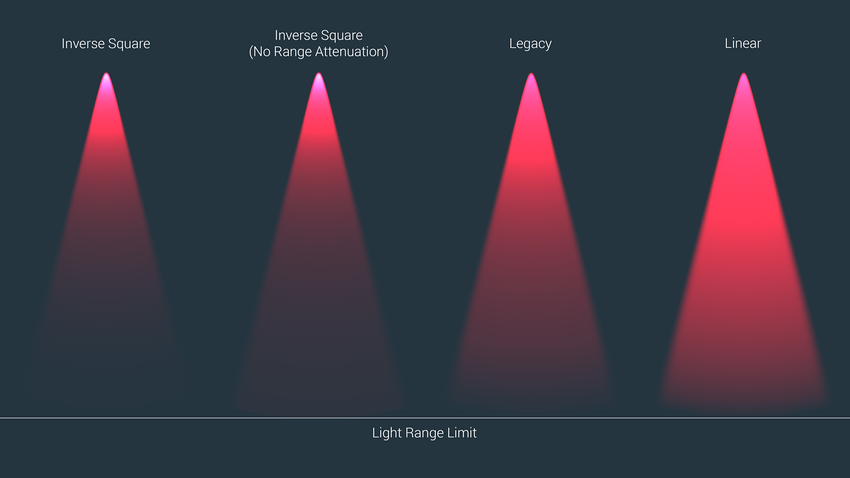 Inverse Square
Inverse Square
(No Range Attenuation)
Legacy
Linear
Light Range Limit